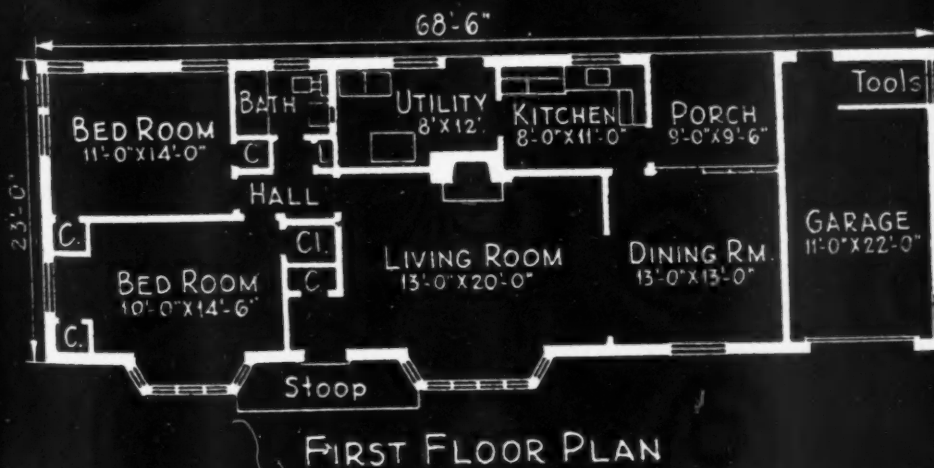 68'-6"
BED ROOM
11'-0"X14'-0"
BATH
C
UTILITY
8'X12'.
KITCHEN
8'-0"X11'-0"
PORCH
9'-0"X9'-6"
Tools
23'-0"
HALL
C.
CL.
C
BED ROOM
10'-0"X14'-6"
C.
LIVING ROOM
13'-0"X20'-0"
DINING RM.
13'-0"X13'-0"
GARAGE
11'-0"X22'-0"
Stoop
FIRST FLOOR PLAN